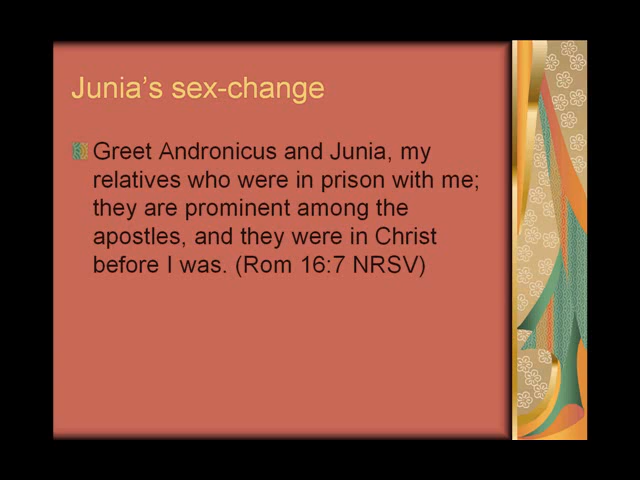 Junia’s sex-change
Greet Andronicus and Junia, my
relatives who were in prison with me;
they are prominent among the
apostles, and they were in Christ
before I was. (Rom 16:7 NRSV)